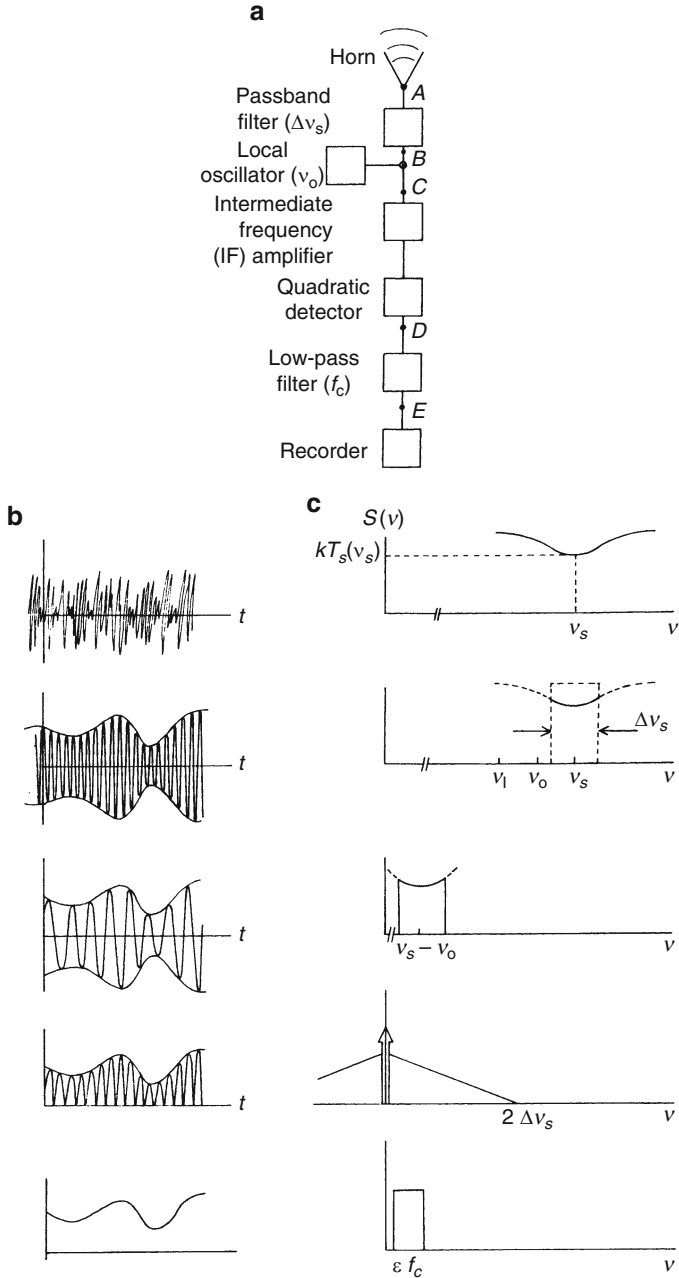 a
Horn
A
Passband
filter (Δνs)
B
Local
oscillator (νo)
C
Intermediate
frequency
(IF) amplifier
Quadratic
detector
D
Low-pass
filter (fc)
E
Recorder
b
t
t
t
t
c
S(ν)
kTs(νs)
νs
ν
Δνs
νI
νo
νs
ν
νs – νo
ν
2 Δνs
ν
ε fc
ν